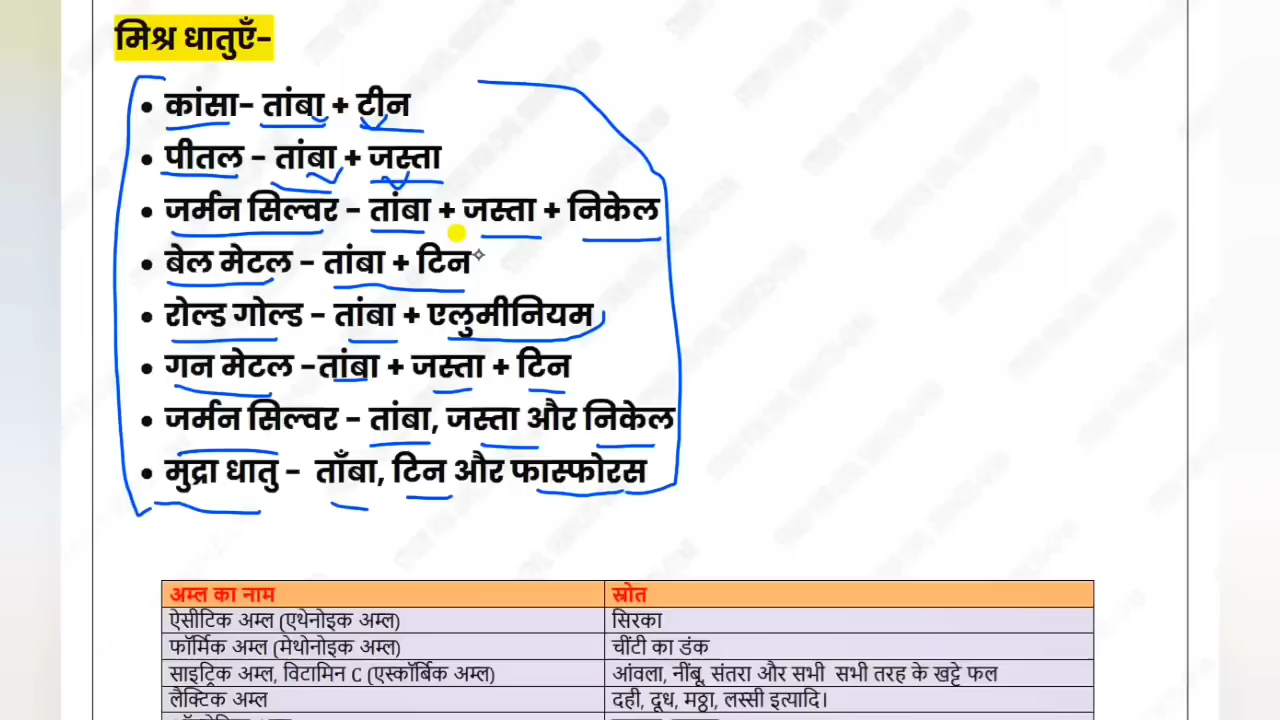 मिश्र धातुएँ-
• कांसा- तांबा + टीन
• पीतल - तांबा + जस्ता
• जर्मन सिल्वर - तांबा + जस्ता + निकेल
• बेल मेटल - तांबा + टिन
• रोल्ड गोल्ड - तांबा + एलुमीनियम
• गन मेटल -तांबा + जस्ता + टिन
• जर्मन सिल्वर - तांबा, जस्ता और निकेल
• मुद्रा धातु - ताँबा, टिन और फास्फोरस
अम्ल का नाम स्रोत
ऐसीटिक अम्ल (एथेनोइक अम्ल) सिरका
फॉर्मिक अम्ल (मेथोनोइक अम्ल) चींटी का डंक
साइट्रिक अम्ल, विटामिन C (एस्कॉर्बिक अम्ल) आंवला, नींबू, संतरा और सभी सभी तरह के खट्टे फल
लैक्टिक अम्ल दही, दूध, मठ्ठा, लस्सी इत्यादि।